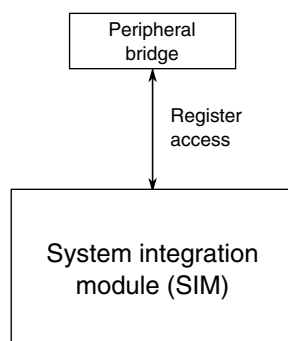 Peripheral
bridge
Register
access
System integration
module (SIM)